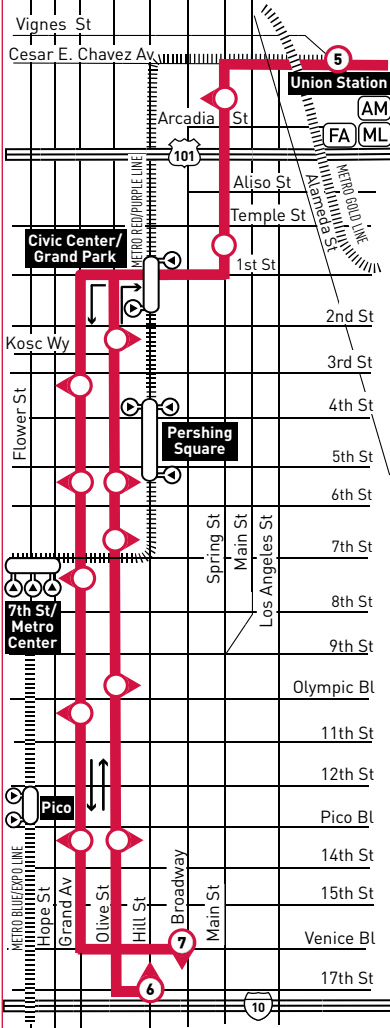 Vignes St
Cesar E. Chavez Av
5
Union Station
AM
Arcadia St
FA
ML
101
METRO RED/PURPLE LINE
METRO GOLD LINE
Aliso St
Alameda St
Temple St
Civic Center/
Grand Park
1st St
2nd St
Kosc Wy
3rd St
Flower St
4th St
Pershing
Square
5th St
6th St
Spring St
Main St
Los Angeles St
7th St
7th St/
Metro
Center
8th St
9th St
Olympic Bl
11th St
12th St
Pico
Pico Bl
14th St
METRO BLUE/EXPO LINE
Hope St
Grand Av
Olive St
Hill St
Broadway
Main St
15th St
7
Venice Bl
6
17th St
10